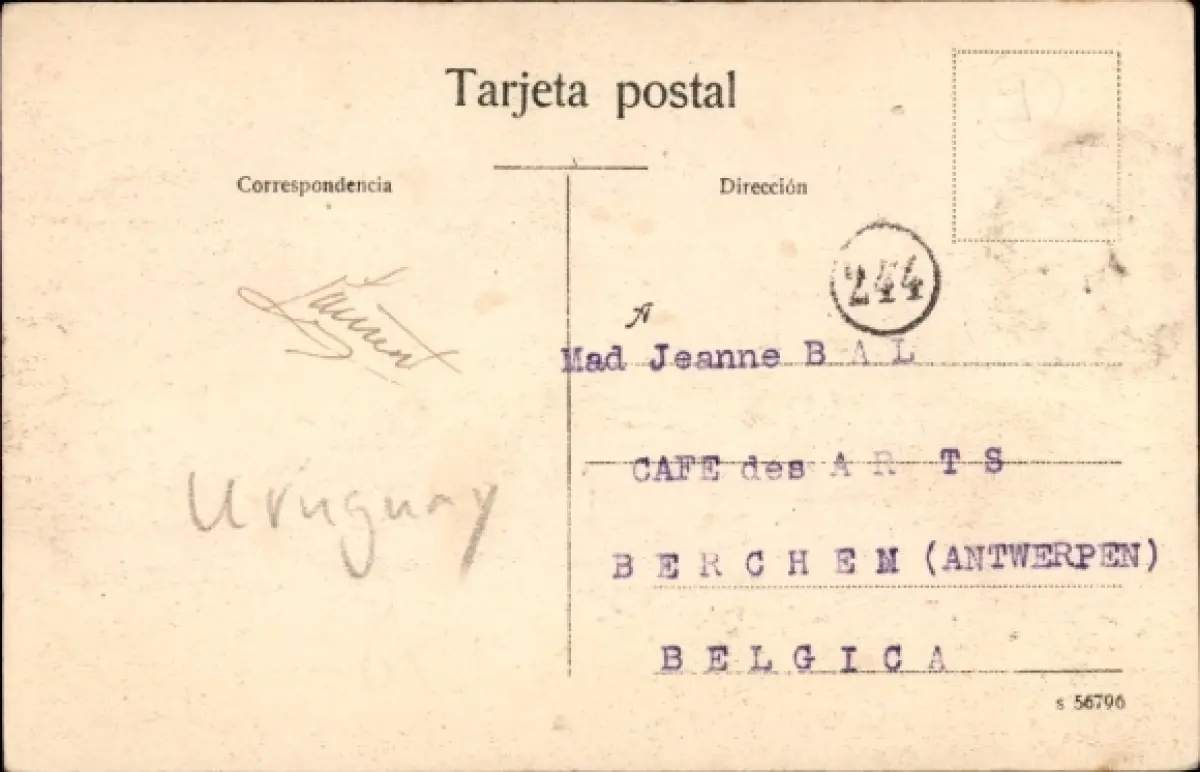 Tarjeta postal
Correspondencia
Dirección
244
A
Mad Jeanne B A L
CAFE des A R T S
B E R C H E M (ANTWERPEN)
B E L G I C A
Uruguay
s 56796